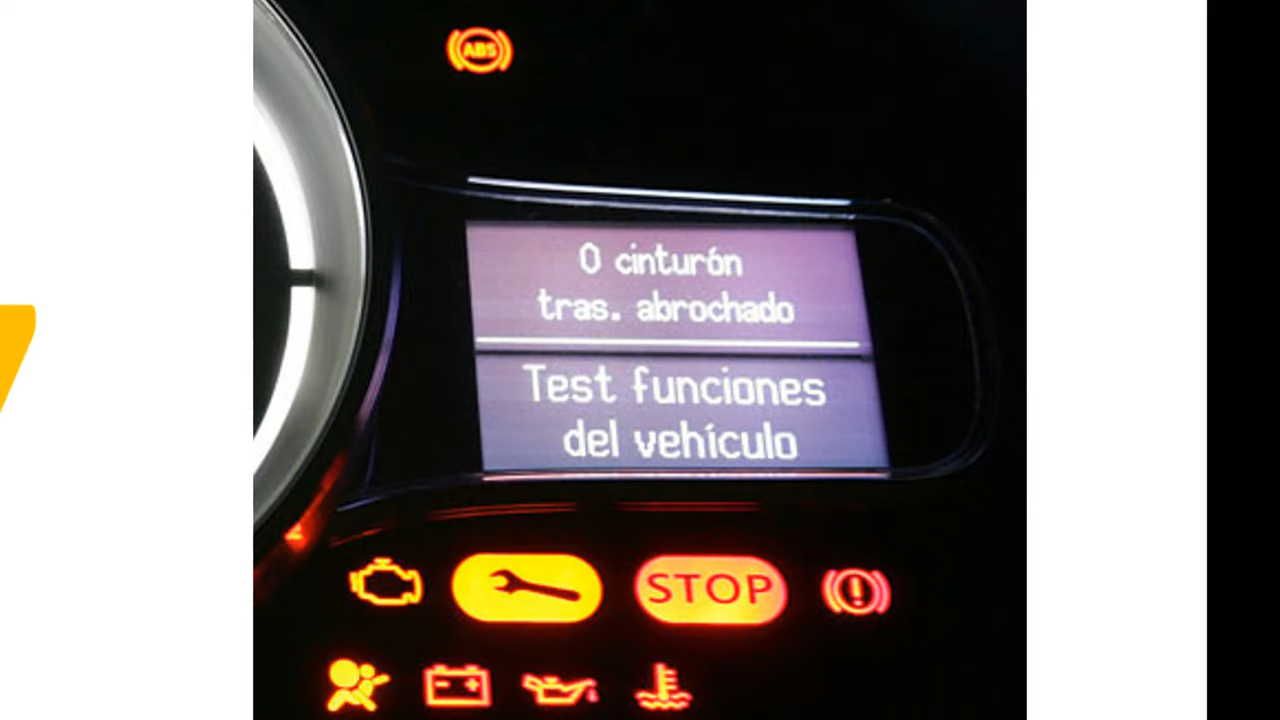 ABS
0 cinturón
tras. abrochado
Test funciones
del vehículo
STOP